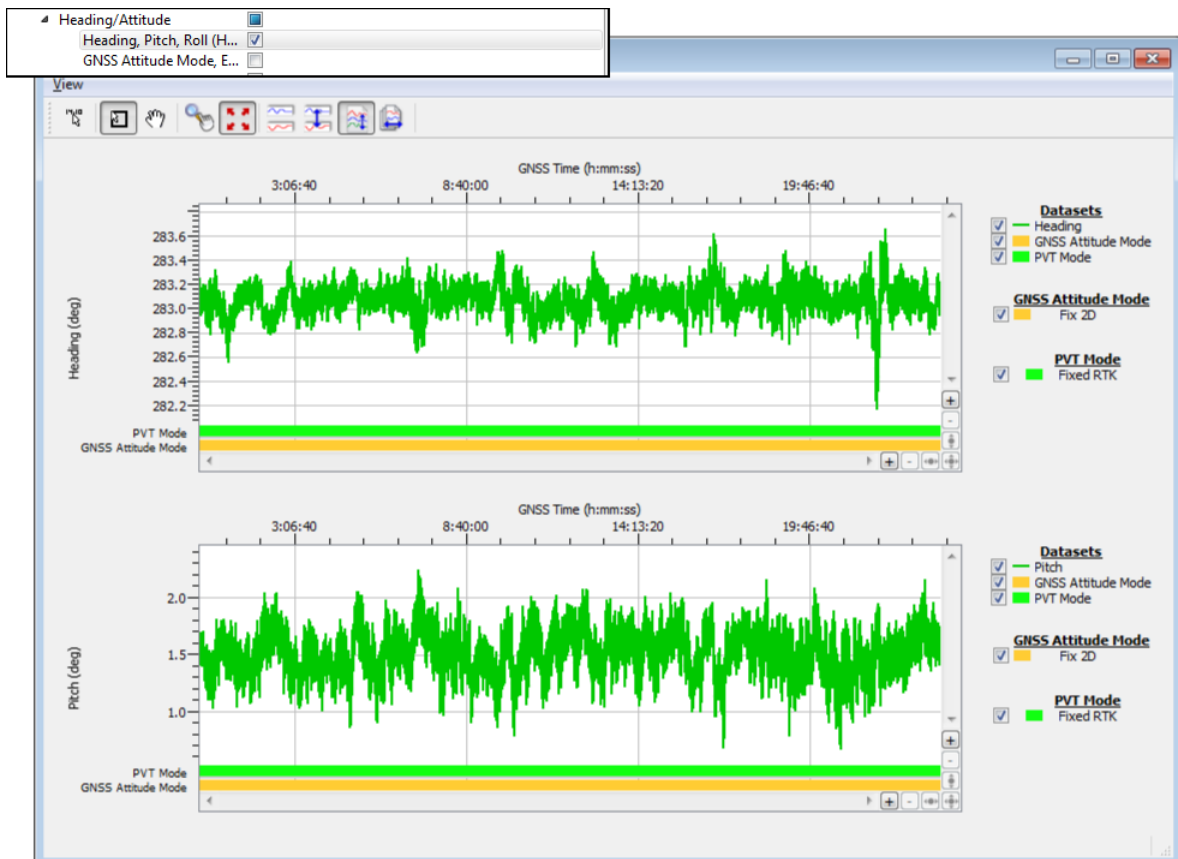 Heading/Attitude
Heading, Pitch, Roll (H...
GNSS Attitude Mode, E...
View
GNSS Time (h:mm:ss)
3:06:40 8:40:00 14:13:20 19:46:40
Heading (deg)
283.6
283.4
283.2
283.0
282.8
282.6
282.4
282.2
PVT Mode
GNSS Attitude Mode
Datasets
Heading
GNSS Attitude Mode
PVT Mode
GNSS Attitude Mode
Fix 2D
PVT Mode
Fixed RTK
GNSS Time (h:mm:ss)
3:06:40 8:40:00 14:13:20 19:46:40
Pitch (deg)
2.0
1.5
1.0
PVT Mode
GNSS Attitude Mode
Datasets
Pitch
GNSS Attitude Mode
PVT Mode
GNSS Attitude Mode
Fix 2D
PVT Mode
Fixed RTK